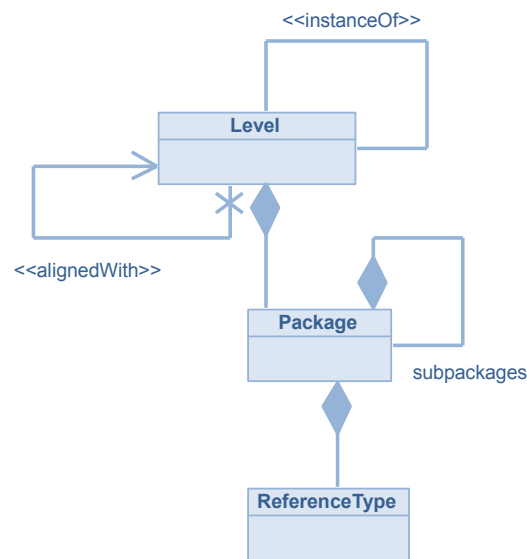 <<instanceOf>>
Level
<<alignedWith>>
Package
subpackages
ReferenceType